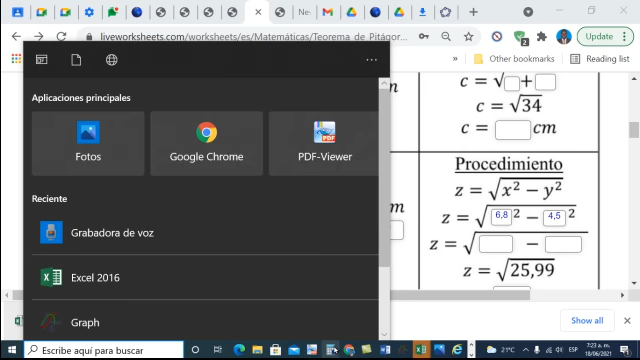 Ne
liveworksheets.com/worksheets/es/Matemáticas/Teorema_de_Pitágor
Update
Other bookmarks
Reading list
Aplicaciones principales
Fotos
Google Chrome
PDF-Viewer
Reciente
Grabadora de voz
Excel 2016
Graph
c = √ +
c = √34
c = cm
m
Procedimiento
z = √x² − y²
z = √6,8² − 4,5²
z = √ −
z = √25,99
Show all
Escribe aquí para buscar
21°C
ESP
7:23 a. m.
18/06/2021